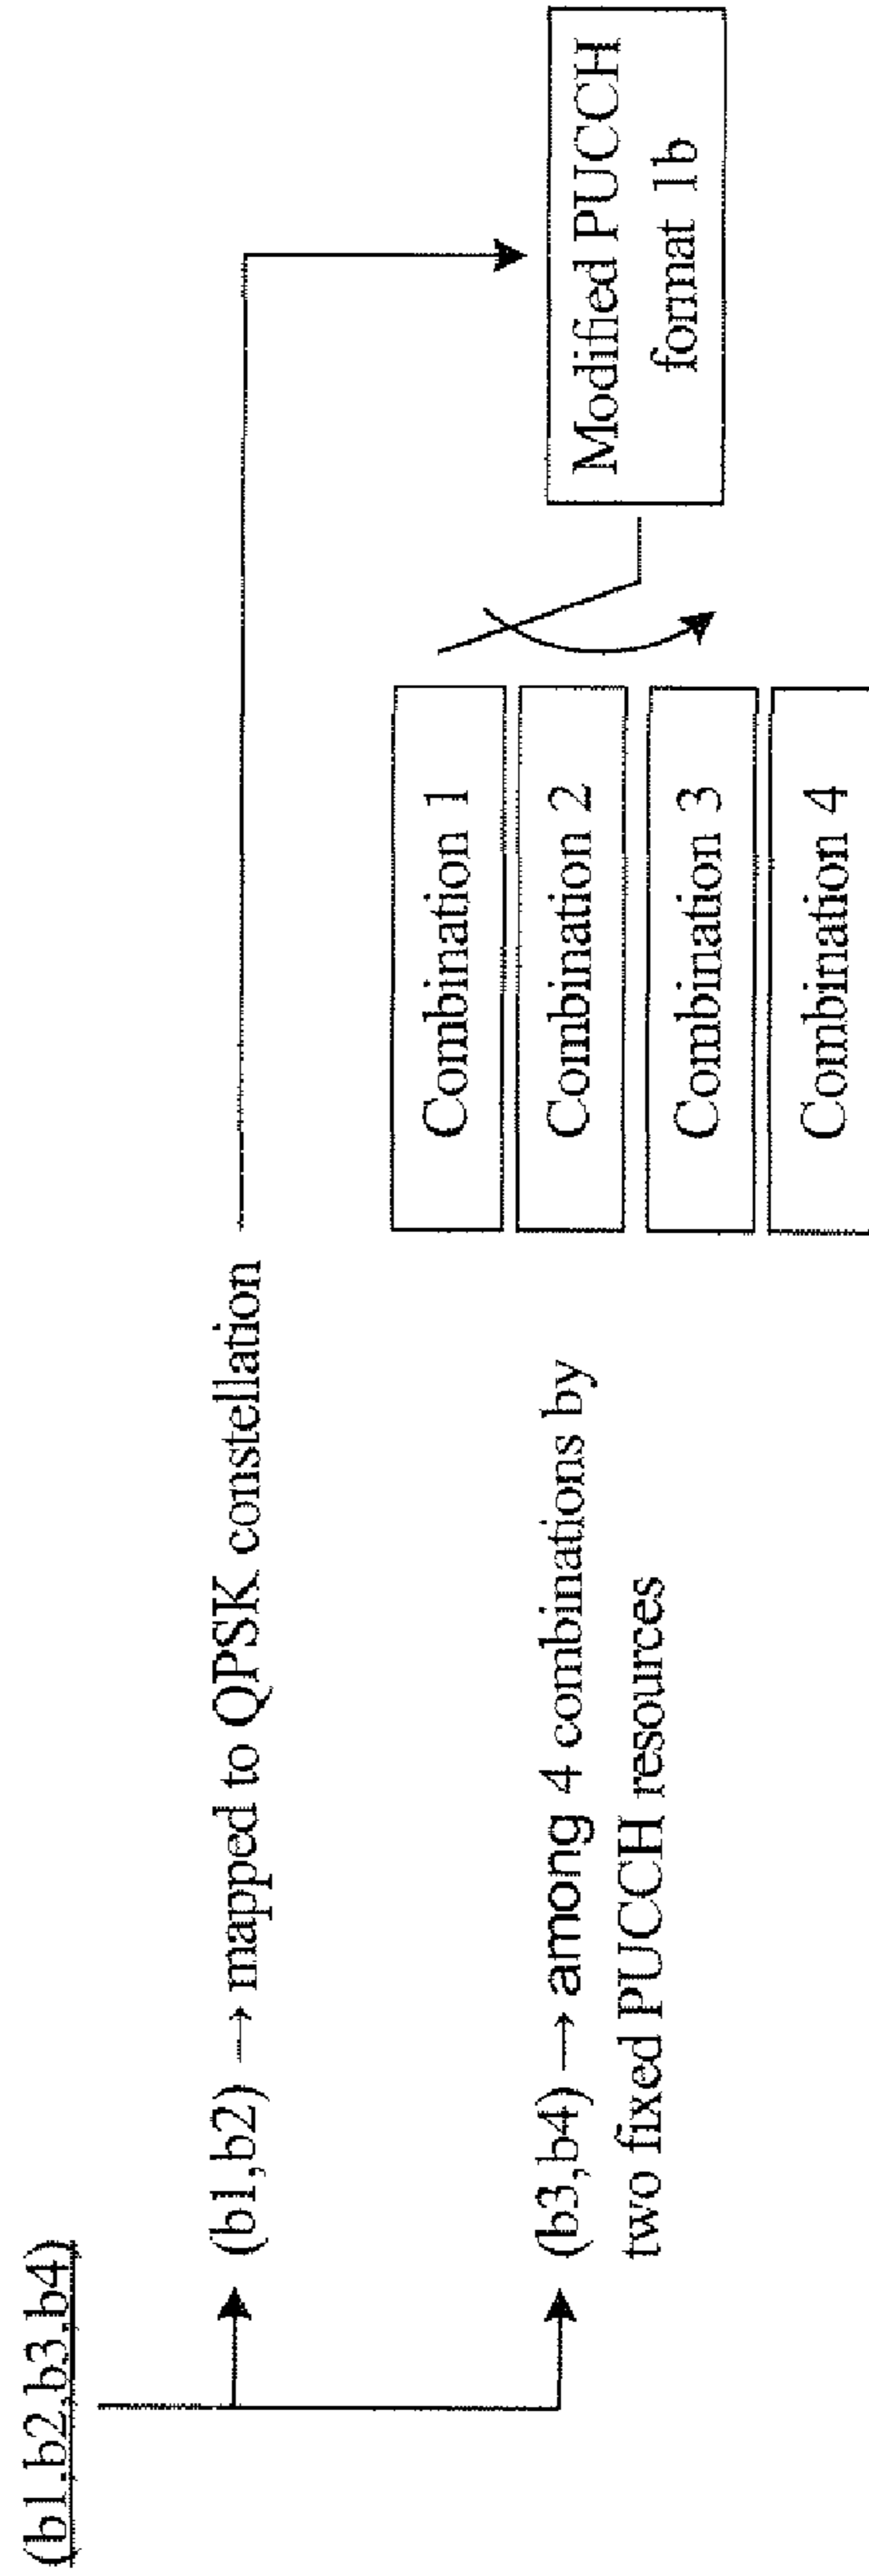 (b1,b2,b3,b4)
(b1,b2) → mapped to QPSK constellation
(b3,b4) → among 4 combinations by
two fixed PUCCH resources
Combination 1
Combination 2
Combination 3
Combination 4
Modified PUCCH
format 1b